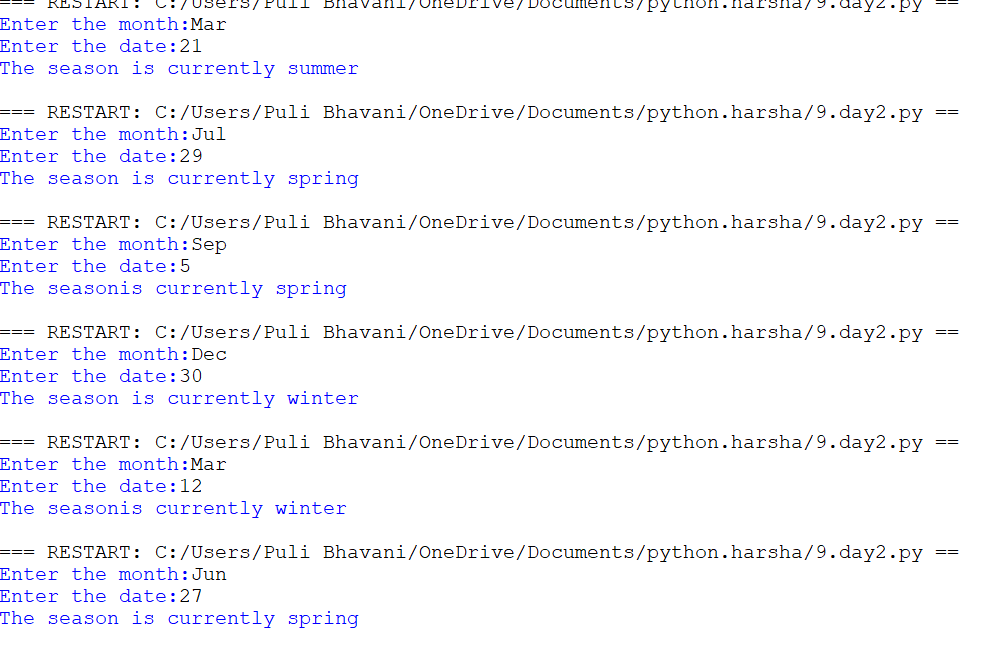 === RESTART: C:/Users/Puli Bhavani/OneDrive/Documents/python.harsha/9.day2.py ==
Enter the month:Mar
Enter the date:21
The season is currently summer
=== RESTART: C:/Users/Puli Bhavani/OneDrive/Documents/python.harsha/9.day2.py ==
Enter the month:Jul
Enter the date:29
The season is currently spring
=== RESTART: C:/Users/Puli Bhavani/OneDrive/Documents/python.harsha/9.day2.py ==
Enter the month:Sep
Enter the date:5
The seasonis currently spring
=== RESTART: C:/Users/Puli Bhavani/OneDrive/Documents/python.harsha/9.day2.py ==
Enter the month:Dec
Enter the date:30
The season is currently winter
=== RESTART: C:/Users/Puli Bhavani/OneDrive/Documents/python.harsha/9.day2.py ==
Enter the month:Mar
Enter the date:12
The seasonis currently winter
=== RESTART: C:/Users/Puli Bhavani/OneDrive/Documents/python.harsha/9.day2.py ==
Enter the month:Jun
Enter the date:27
The season is currently spring